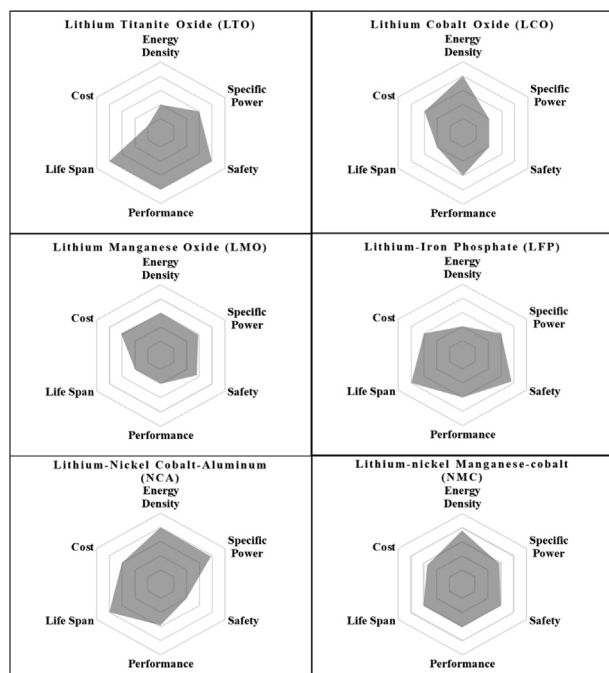 Lithium Titanite Oxide (LTO)
Energy
Density
Cost
Specific
Power
Life Span
Safety
Performance
Lithium Cobalt Oxide (LCO)
Energy
Density
Cost
Specific
Power
Life Span
Safety
Performance
Lithium Manganese Oxide (LMO)
Energy
Density
Cost
Specific
Power
Life Span
Safety
Performance
Lithium-Iron Phosphate (LFP)
Energy
Density
Cost
Specific
Power
Life Span
Safety
Performance
Lithium-Nickel Cobalt-Aluminum
(NCA)
Energy
Density
Cost
Specific
Power
Life Span
Safety
Performance
Lithium-nickel Manganese-cobalt
(NMC)
Energy
Density
Cost
Specific
Power
Life Span
Safety
Performance